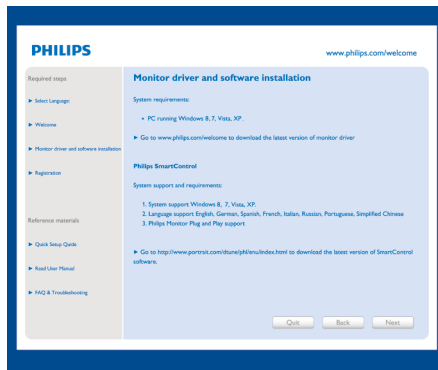 PHILIPS
www.philips.com/welcome
Required steps
► Select Language:
► Welcome
► Monitor driver and software installation
► Registration
Reference materials
► Quick Setup Quide
► Read User Manual
► FAQ & Troubleshooting
Monitor driver and software installation
System requirements:
• PC running Windows 8, 7, Vista, XP.
► Go to www.philips.com/welcome to download the latest version of monitor driver
Philips SmartControl
System support and requirements:
1. System support Windows 8, 7, Vista, XP.
2. Language support English, German, Spanish, French, Italian, Russian, Portuguese, Simplified Chinese
3. Philips Monitor Plug and Play support
► Go to http://www.portrait.com/dtune/phl/enu/index.html to download the latest version of SmartControl
software.
Quit
Back
Next